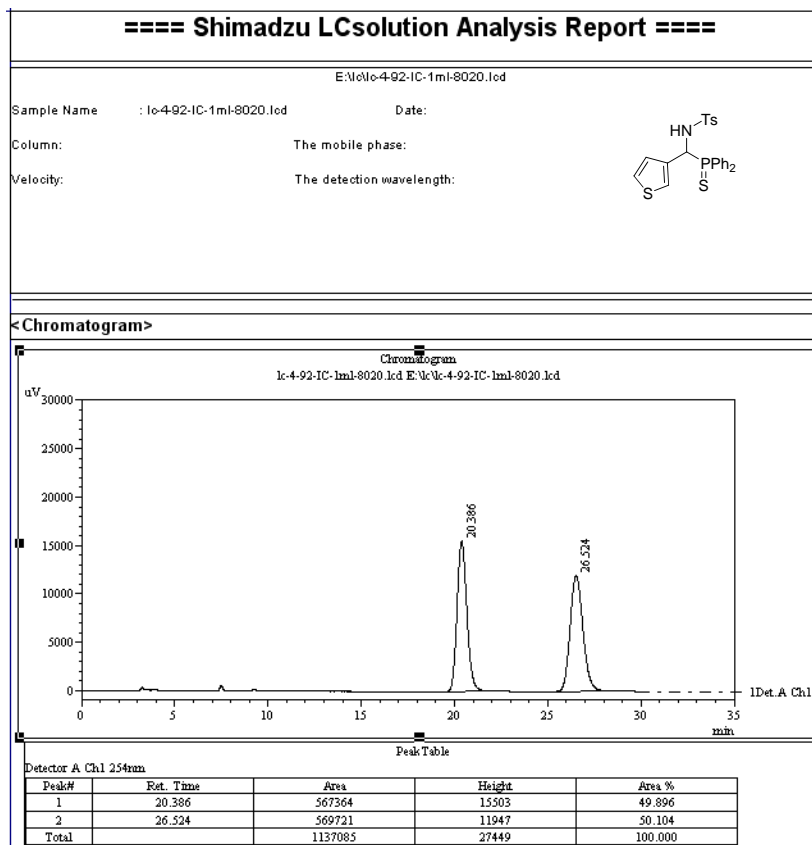 ==== Shimadzu LCsolution Analysis Report ====
E:\lc\lc-4-92-IC-1ml-8020.lcd
Sample Name : lc-4-92-IC-1ml-8020.lcd Date:
Column: The mobile phase:
Velocity: The detection wavelength:
HN Ts
PPh2
S
S
<Chromatogram>
Chromatogram
lc-4-92-IC-1ml-8020.lcd E:\lc\lc-4-92-IC-1ml-8020.lcd
uV
30000
25000
20000
15000
10000
5000
0
20.386
26.524
1Det.A Ch1
0 5 10 15 20 25 30 35
min
PeakTable
Detector A Ch1 254nm
Peak# Ret. Time Area Height Area %
1 20.386 567364 15503 49.896
2 26.524 569721 11947 50.104
Total 1137085 27449 100.000